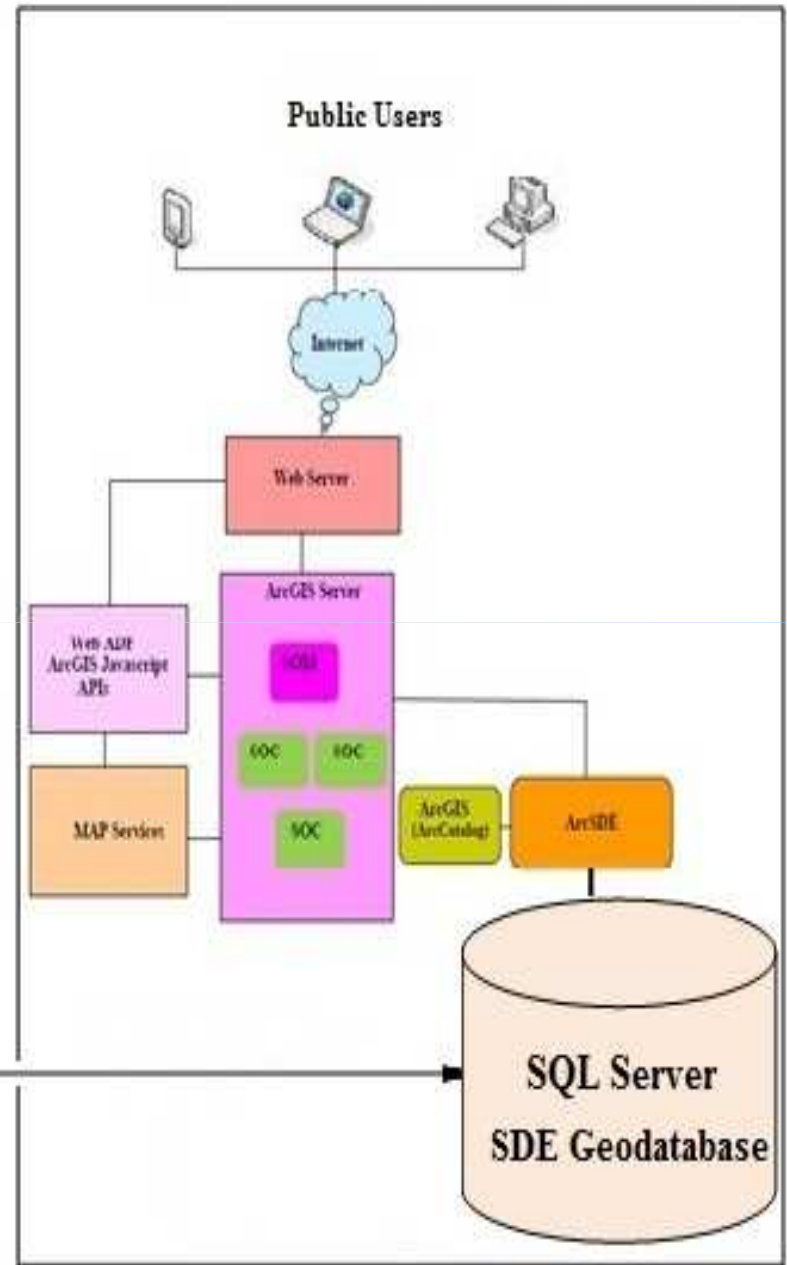 Public Users
Internet
Web Server
ArcGIS Server
Web ADF
ArcGIS Javascript
APIs
SOC SOC
SOC
MAP Services
ArcGIS
(ArcCatalog)
ArcSDE
SQL Server
SDE Geodatabase